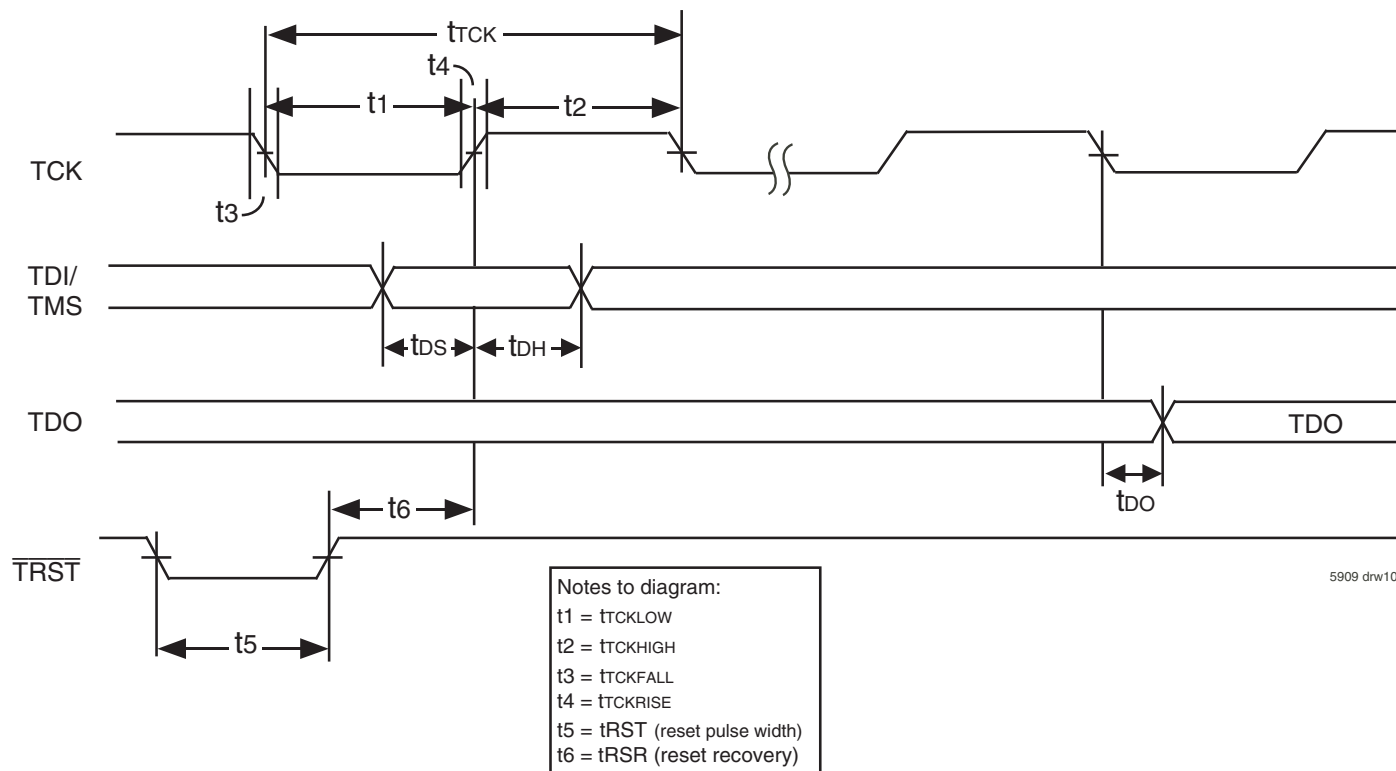 tTCK
t4
t1
t2
TCK
t3
TDI/
TMS
tDS
tDH
TDO
TDO
tDO
t6
TRST
5909 drw10
t5
Notes to diagram:
t1 = tTCKLOW
t2 = tTCKHIGH
t3 = tTCKFALL
t4 = tTCKRISE
t5 = tRST (reset pulse width)
t6 = tRSR (reset recovery)